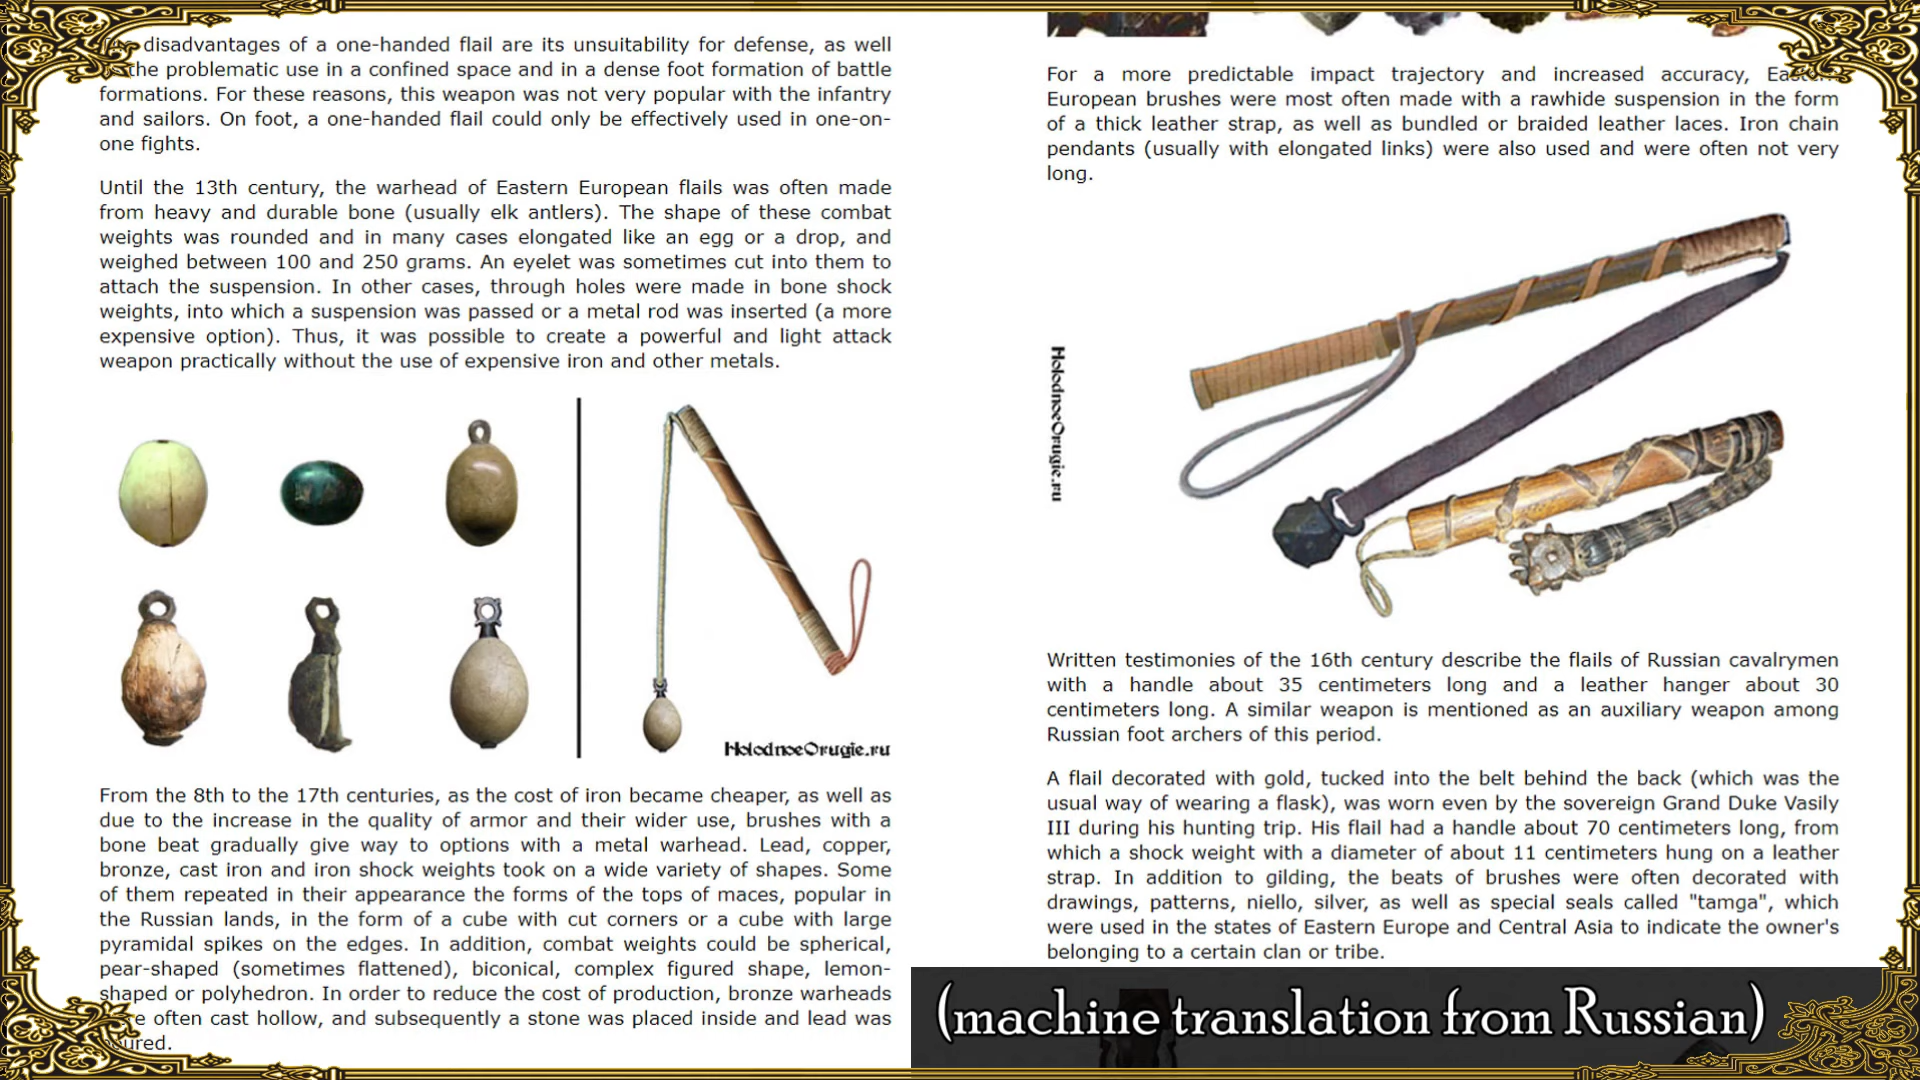 disadvantages of a one-handed flail are its unsuitability for defense, as well
the problematic use in a confined space and in a dense foot formation of battle
formations. For these reasons, this weapon was not very popular with the infantry
and sailors. On foot, a one-handed flail could only be effectively used in one-on-
one fights.
Until the 13th century, the warhead of Eastern European flails was often made
from heavy and durable bone (usually elk antlers). The shape of these combat
weights was rounded and in many cases elongated like an egg or a drop, and
weighed between 100 and 250 grams. An eyelet was sometimes cut into them to
attach the suspension. In other cases, through holes were made in bone shock
weights, into which a suspension was passed or a metal rod was inserted (a more
expensive option). Thus, it was possible to create a powerful and light attack
weapon practically without the use of expensive iron and other metals.
HolodnoeOrugie.ru
From the 8th to the 17th centuries, as the cost of iron became cheaper, as well as
due to the increase in the quality of armor and their wider use, brushes with a
bone beat gradually give way to options with a metal warhead. Lead, copper,
bronze, cast iron and iron shock weights took on a wide variety of shapes. Some
of them repeated in their appearance the forms of the tops of maces, popular in
the Russian lands, in the form of a cube with cut corners or a cube with large
pyramidal spikes on the edges. In addition, combat weights could be spherical,
pear-shaped (sometimes flattened), biconical, complex figured shape, lemon-
shaped or polyhedron. In order to reduce the cost of production, bronze warheads
often cast hollow, and subsequently a stone was placed inside and lead was
poured.
For a more predictable impact trajectory and increased accuracy, Eastern
European brushes were most often made with a rawhide suspension in the form
of a thick leather strap, as well as bundled or braided leather laces. Iron chain
pendants (usually with elongated links) were also used and were often not very
long.
HolodnoeOrugie.ru
Written testimonies of the 16th century describe the flails of Russian cavalrymen
with a handle about 35 centimeters long and a leather hanger about 30
centimeters long. A similar weapon is mentioned as an auxiliary weapon among
Russian foot archers of this period.
A flail decorated with gold, tucked into the belt behind the back (which was the
usual way of wearing a flask), was worn even by the sovereign Grand Duke Vasily
III during his hunting trip. His flail had a handle about 70 centimeters long, from
which a shock weight with a diameter of about 11 centimeters hung on a leather
strap. In addition to gilding, the beats of brushes were often decorated with
drawings, patterns, niello, silver, as well as special seals called "tamga", which
were used in the states of Eastern Europe and Central Asia to indicate the owner's
belonging to a certain clan or tribe.
(machine translation from Russian)